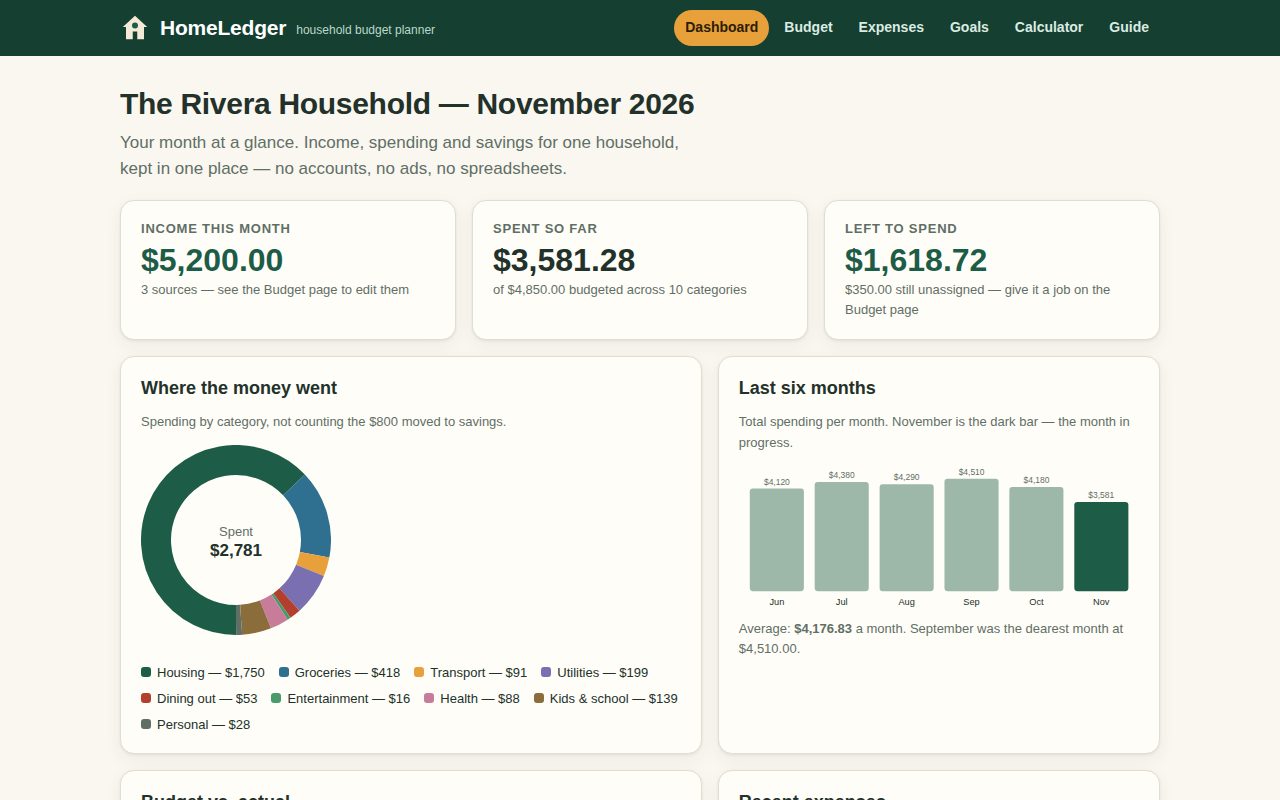 HomeLedger household budget planner
Dashboard Budget Expenses Goals Calculator Guide
The Rivera Household — November 2026
Your month at a glance. Income, spending and savings for one household,
kept in one place — no accounts, no ads, no spreadsheets.
INCOME THIS MONTH
$5,200.00
3 sources — see the Budget page to edit them
SPENT SO FAR
$3,581.28
of $4,850.00 budgeted across 10 categories
LEFT TO SPEND
$1,618.72
$350.00 still unassigned — give it a job on the
Budget page
Where the money went
Spending by category, not counting the $800 moved to savings.
Spent
$2,781
Housing — $1,750 Groceries — $418 Transport — $91 Utilities — $199
Dining out — $53 Entertainment — $16 Health — $88 Kids & school — $139
Personal — $28
Last six months
Total spending per month. November is the dark bar — the month in
progress.
$4,120 $4,380 $4,290 $4,510 $4,180 $3,581
Jun Jul Aug Sep Oct Nov
Average: $4,176.83 a month. September was the dearest month at
$4,510.00.
Budget vs. actual
Recent expenses